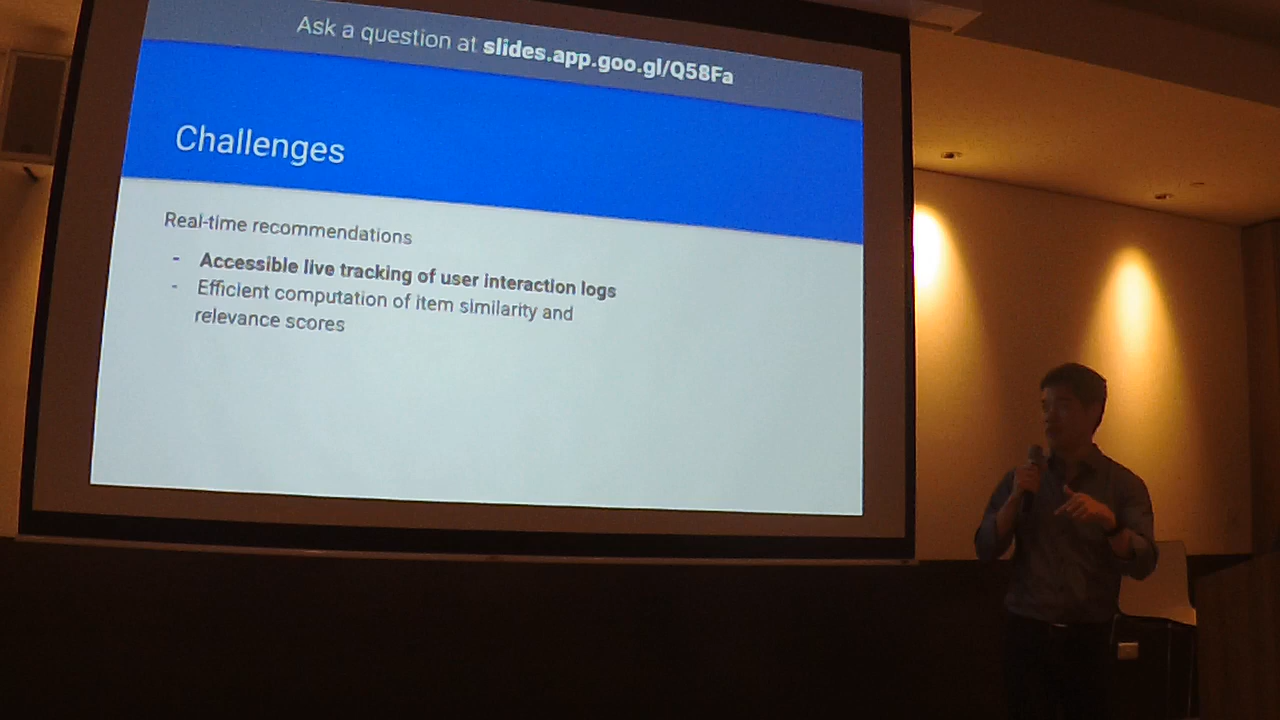 Ask a question at slides.app.goo.gl/Q58Fa
Challenges
Real-time recommendations
- Accessible live tracking of user interaction logs
- Efficient computation of item similarity and
relevance scores